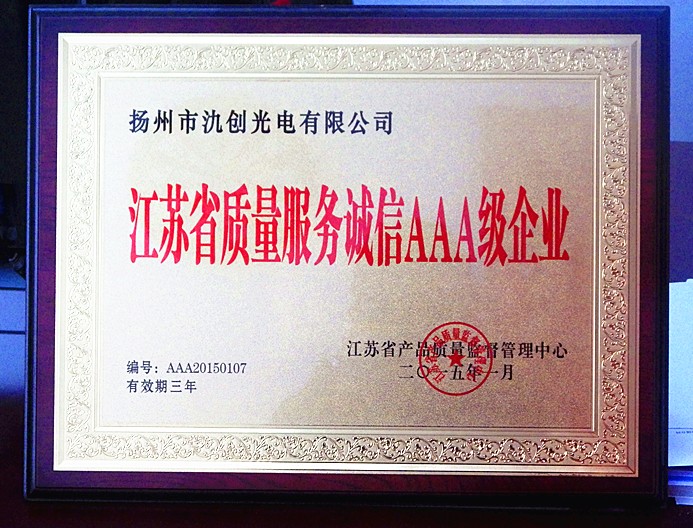 扬州市氿创光电有限公司
江苏省质量服务诚信AAA级企业
江苏省产品质量监督管理中心
二〇一五年一月
编号：AAA20150107
有效期三年